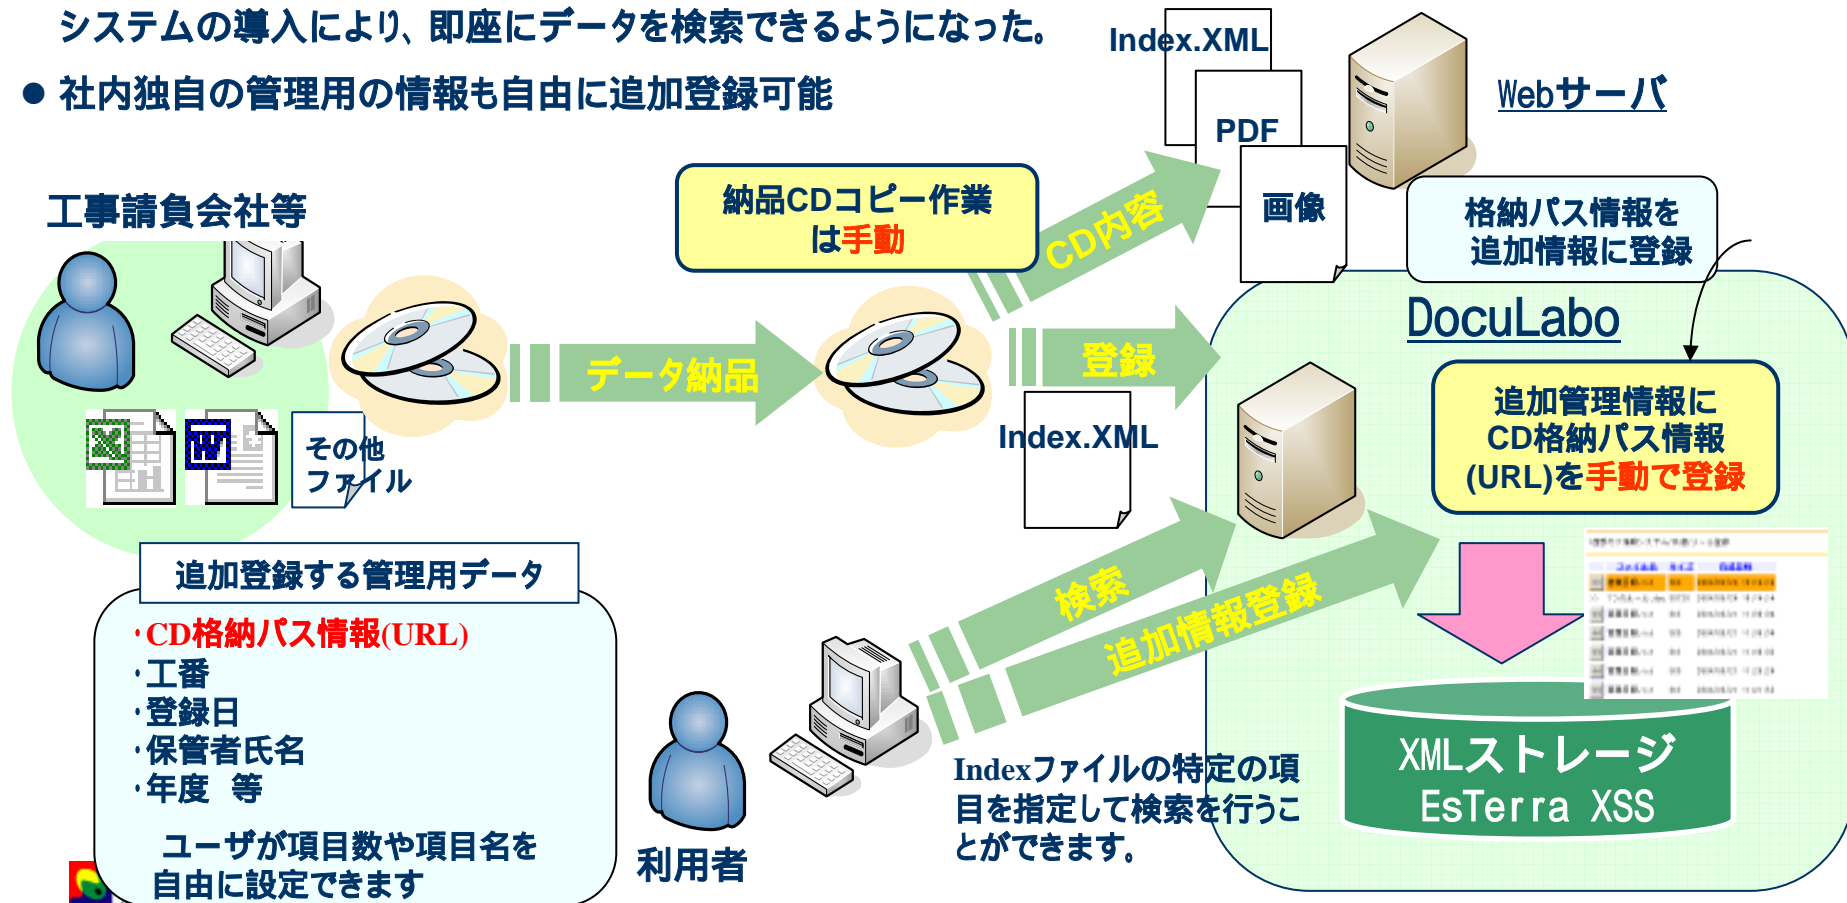 システムの導入により、即座にデータを検索できるようになった。
● 社内独自の管理用の情報も自由に追加登録可能
Index.XML
PDF
画像
Webサーバ
工事請負会社等
納品CDコピー作業
は手動
CD内容
格納パス情報を
追加情報に登録
DocuLabo
データ納品
登録
Index.XML
追加管理情報に
CD格納パス情報
(URL)を手動で登録
その他
ファイル
追加登録する管理用データ
・CD格納パス情報(URL)
・工番
・登録日
・保管者氏名
・年度 等
ユーザが項目数や項目名を
自由に設定できます
検索
追加情報登録
利用者
Indexファイルの特定の項
目を指定して検索を行うこ
とができます。
XMLストレージ
EsTerra XSS